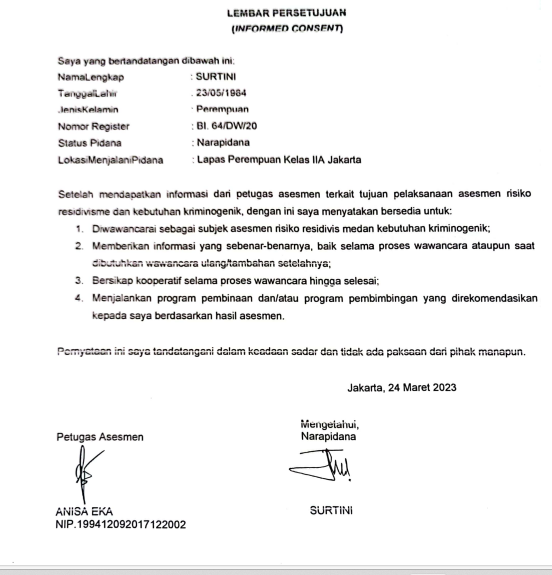 LEMBAR PERSETUJUAN
(INFORMED CONSENT)
Saya yang bertandatangan dibawah ini:
NamaLengkap : SURTINI
TanggalLahir : 23/05/1984
JenisKelamin : Perempuan
Nomor Register : BI. 64/DW/20
Status Pidana : Narapidana
LokasiMenjalaniPidana : Lapas Perempuan Kelas IIA Jakarta
Setelah mendapatkan informasi dari petugas asesmen terkait tujuan pelaksanaan asesmen risiko
residivisme dan kebutuhan kriminogenik, dengan ini saya menyatakan bersedia untuk:
1. Diwawancarai sebagai subjek asesmen risiko residivis medan kebutuhan kriminogenik;
2. Memberikan informasi yang sebenar-benarnya, baik selama proses wawancara ataupun saat
dibutuhkan wawancara ulang/tambahan setelahnya;
3. Bersikap kooperatif selama proses wawancara hingga selesai;
4. Menjalankan program pembinaan dan/atau program pembimbingan yang direkomendasikan
kepada saya berdasarkan hasil asesmen.
Pernyataan ini saya tandatangani dalam keadaan sadar dan tidak ada paksaan dari pihak manapun.
Jakarta, 24 Maret 2023
Mengetahui,
Petugas Asesmen Narapidana
ANISA EKA SURTINI
NIP.199412092017122002